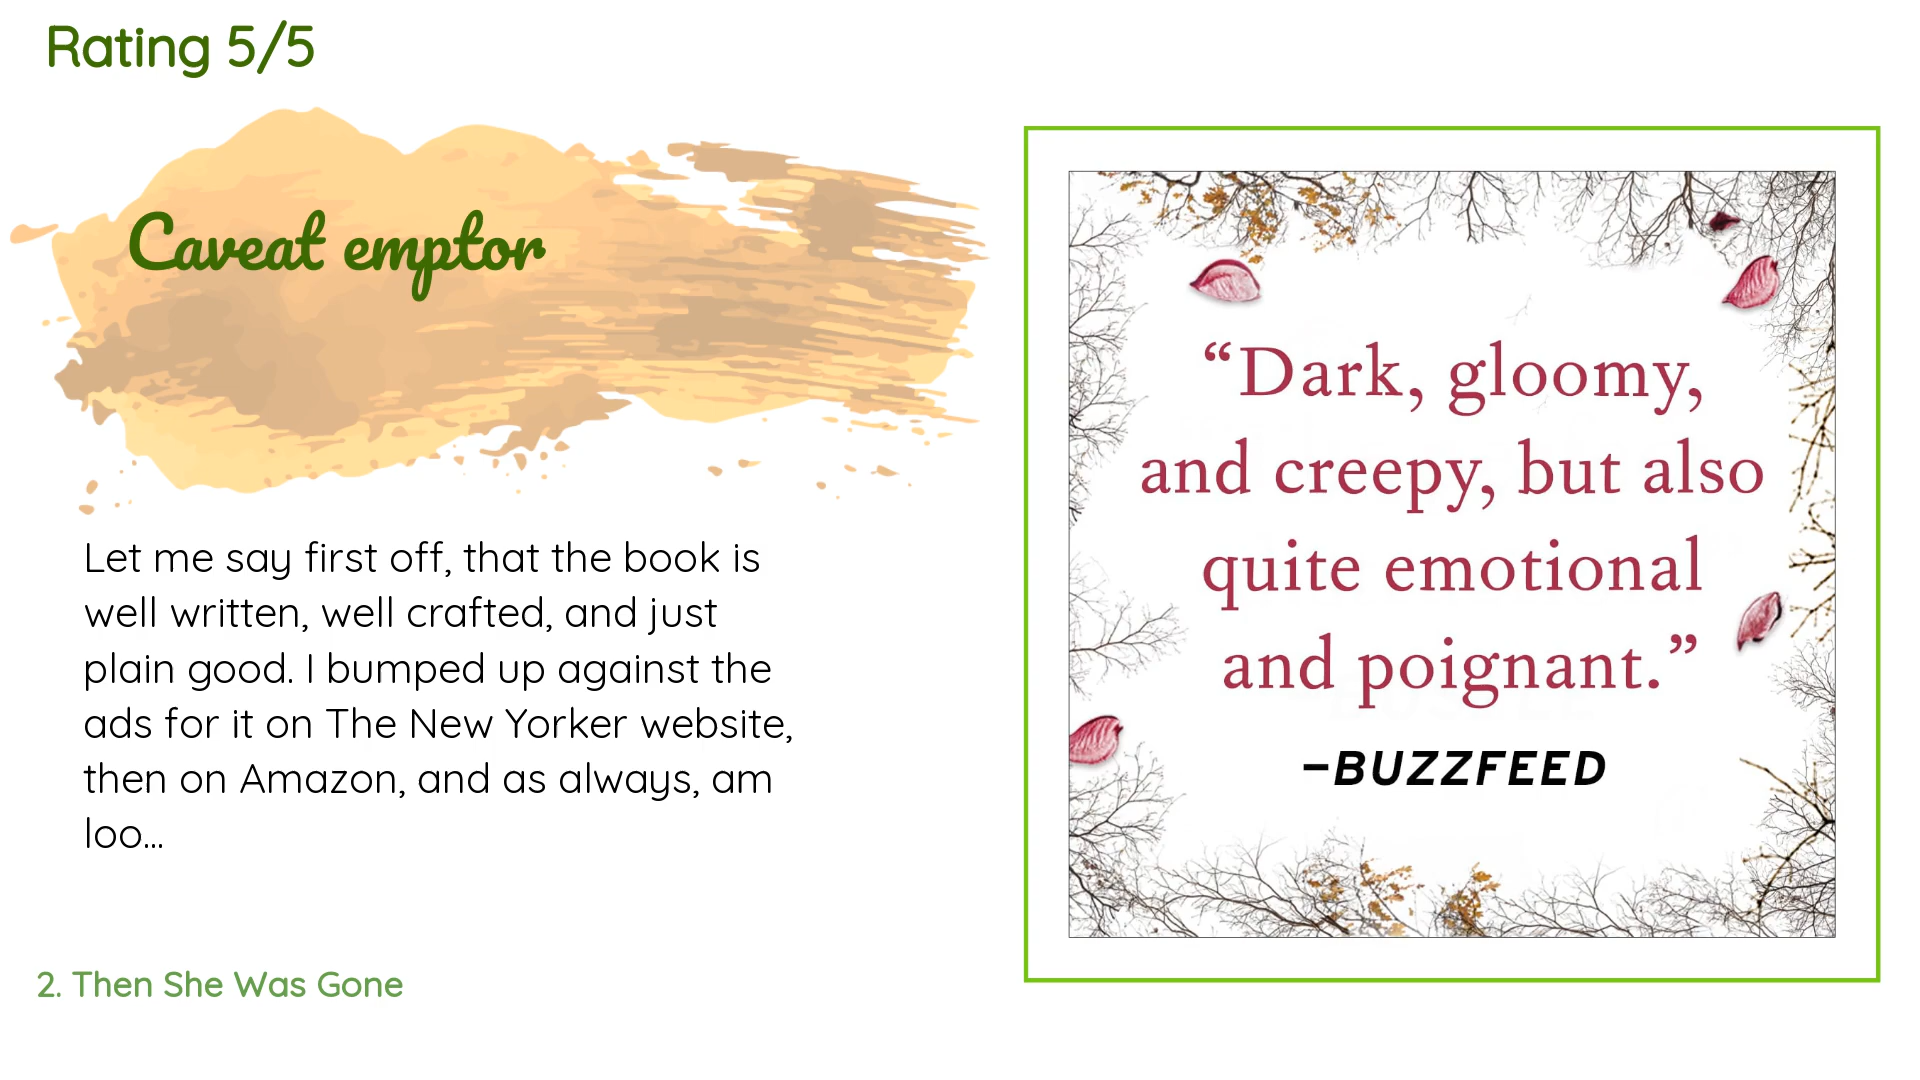 Rating 5/5
Caveat emptor
Let me say first off, that the book is
well written, well crafted, and just
plain good. I bumped up against the
ads for it on The New Yorker website,
then on Amazon, and as always, am
loo...
2. Then She Was Gone
“Dark, gloomy,
and creepy, but also
quite emotional
and poignant.”
–BUZZFEED